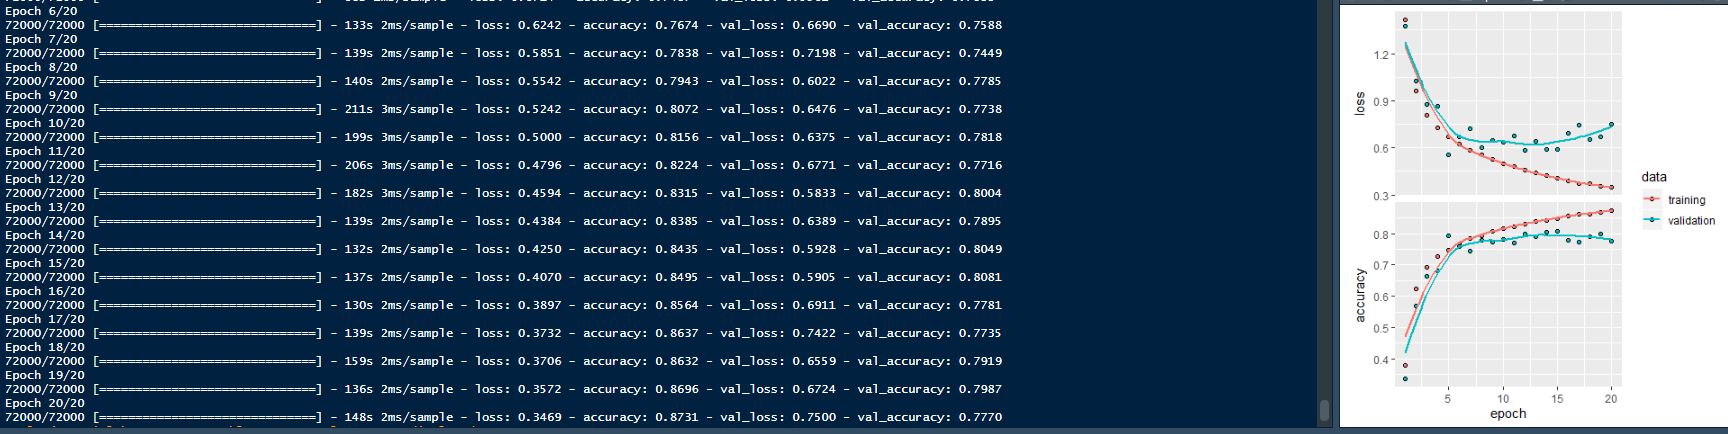 Epoch 6/20
72000/72000 [==============================] - 133s 2ms/sample - loss: 0.6242 - accuracy: 0.7674 - val_loss: 0.6690 - val_accuracy: 0.7588
Epoch 7/20
72000/72000 [==============================] - 139s 2ms/sample - loss: 0.5851 - accuracy: 0.7838 - val_loss: 0.7198 - val_accuracy: 0.7449
Epoch 8/20
72000/72000 [==============================] - 140s 2ms/sample - loss: 0.5542 - accuracy: 0.7943 - val_loss: 0.6022 - val_accuracy: 0.7785
Epoch 9/20
72000/72000 [==============================] - 211s 3ms/sample - loss: 0.5242 - accuracy: 0.8072 - val_loss: 0.6476 - val_accuracy: 0.7738
Epoch 10/20
72000/72000 [==============================] - 199s 3ms/sample - loss: 0.5000 - accuracy: 0.8156 - val_loss: 0.6375 - val_accuracy: 0.7818
Epoch 11/20
72000/72000 [==============================] - 206s 3ms/sample - loss: 0.4796 - accuracy: 0.8224 - val_loss: 0.6771 - val_accuracy: 0.7716
Epoch 12/20
72000/72000 [==============================] - 182s 3ms/sample - loss: 0.4594 - accuracy: 0.8315 - val_loss: 0.5833 - val_accuracy: 0.8004
Epoch 13/20
72000/72000 [==============================] - 139s 2ms/sample - loss: 0.4384 - accuracy: 0.8385 - val_loss: 0.6389 - val_accuracy: 0.7895
Epoch 14/20
72000/72000 [==============================] - 132s 2ms/sample - loss: 0.4250 - accuracy: 0.8435 - val_loss: 0.5928 - val_accuracy: 0.8049
Epoch 15/20
72000/72000 [==============================] - 137s 2ms/sample - loss: 0.4070 - accuracy: 0.8495 - val_loss: 0.5905 - val_accuracy: 0.8081
Epoch 16/20
72000/72000 [==============================] - 130s 2ms/sample - loss: 0.3897 - accuracy: 0.8564 - val_loss: 0.6911 - val_accuracy: 0.7781
Epoch 17/20
72000/72000 [==============================] - 139s 2ms/sample - loss: 0.3732 - accuracy: 0.8637 - val_loss: 0.7422 - val_accuracy: 0.7735
Epoch 18/20
72000/72000 [==============================] - 159s 2ms/sample - loss: 0.3706 - accuracy: 0.8632 - val_loss: 0.6559 - val_accuracy: 0.7919
Epoch 19/20
72000/72000 [==============================] - 136s 2ms/sample - loss: 0.3572 - accuracy: 0.8696 - val_loss: 0.6724 - val_accuracy: 0.7987
Epoch 20/20
72000/72000 [==============================] - 148s 2ms/sample - loss: 0.3469 - accuracy: 0.8731 - val_loss: 0.7500 - val_accuracy: 0.7770
loss
1.2
0.9
0.6
0.3
accuracy
0.8
0.7
0.6
0.5
0.4
5 10 15 20
epoch
data
training
validation